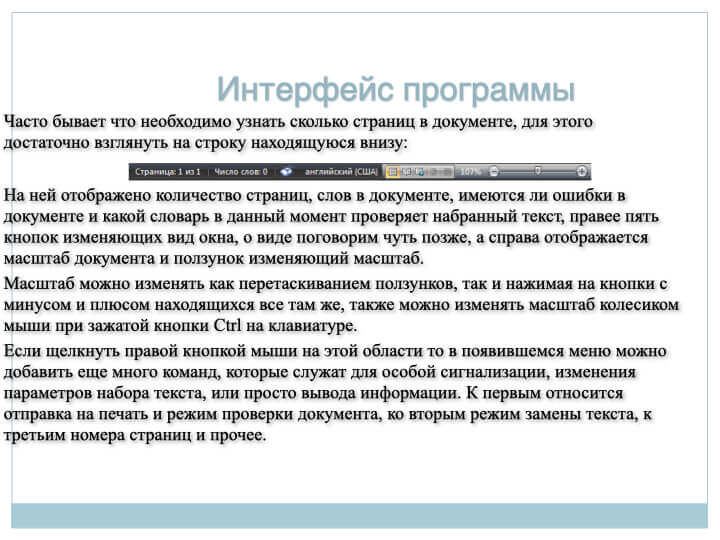 Интерфейс программы
Часто бывает что необходимо узнать сколько страниц в документе, для этого
достаточно взглянуть на строку находящуюся внизу:
Страница: 1 из 1 Число слов: 0 английский (США) 107%
На ней отображено количество страниц, слов в документе, имеются ли ошибки в
документе и какой словарь в данный момент проверяет набранный текст, правее пять
кнопок изменяющих вид окна, о виде поговорим чуть позже, а справа отображается
масштаб документа и ползунок изменяющий масштаб.
Масштаб можно изменять как перетаскиванием ползунков, так и нажимая на кнопки с
минусом и плюсом находящихся все там же, также можно изменять масштаб колесиком
мыши при зажатой кнопки Ctrl на клавиатуре.
Если щелкнуть правой кнопкой мыши на этой области то в появившемся меню можно
добавить еще много команд, которые служат для особой сигнализации, изменения
параметров набора текста, или просто вывода информации. К первым относится
отправка на печать и режим проверки документа, ко вторым режим замены текста, к
третьим номера страниц и прочее.